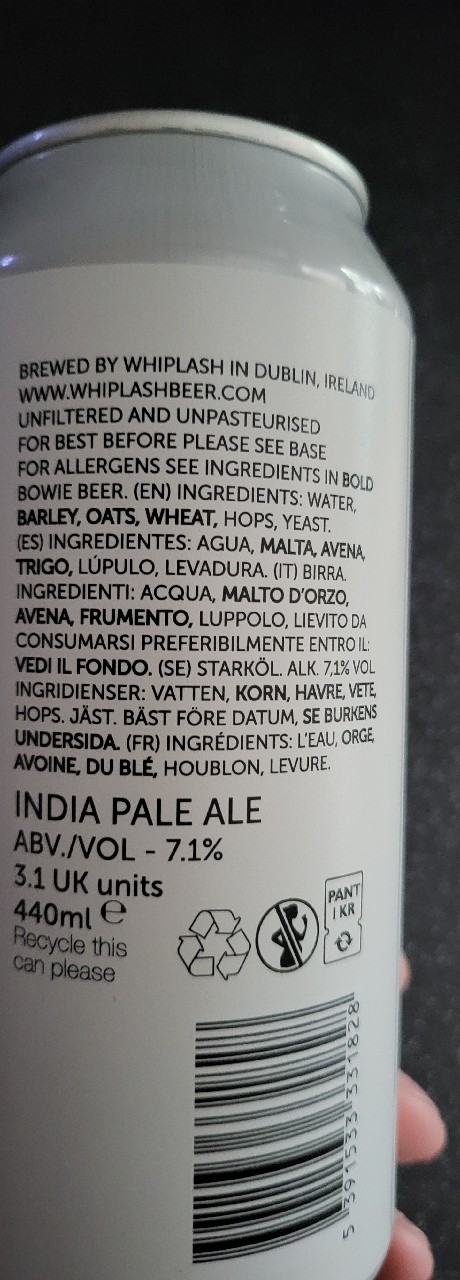 BREWED BY WHIPLASH IN DUBLIN, IRELAND
WWW.WHIPLASHBEER.COM
UNFILTERED AND UNPASTEURISED
FOR BEST BEFORE PLEASE SEE BASE
FOR ALLERGENS SEE INGREDIENTS IN BOLD
BOWIE BEER. (EN) INGREDIENTS: WATER,
BARLEY, OATS, WHEAT, HOPS, YEAST.
(ES) INGREDIENTES: AGUA, MALTA, AVENA,
TRIGO, LÚPULO, LEVADURA. (IT) BIRRA.
INGREDIENTI: ACQUA, MALTO D'ORZO,
AVENA, FRUMENTO, LUPPOLO, LIEVITO DA
CONSUMARSI PREFERIBILMENTE ENTRO IL:
VEDI IL FONDO. (SE) STARKÖL. ALK. 7,1% VOL
INGRIDIENSER: VATTEN, KORN, HAVRE, VETE,
HOPS. JÄST. BÄST FÖRE DATUM, SE BURKENS
UNDERSIDA. (FR) INGRÉDIENTS: L'EAU, ORGE,
AVOINE, DU BLÉ, HOUBLON, LEVURE.
INDIA PALE ALE
ABV./VOL - 7.1%
3.1 UK units
440ml e
Recycle this
can please
PANT
1 KR
5 391533 331828